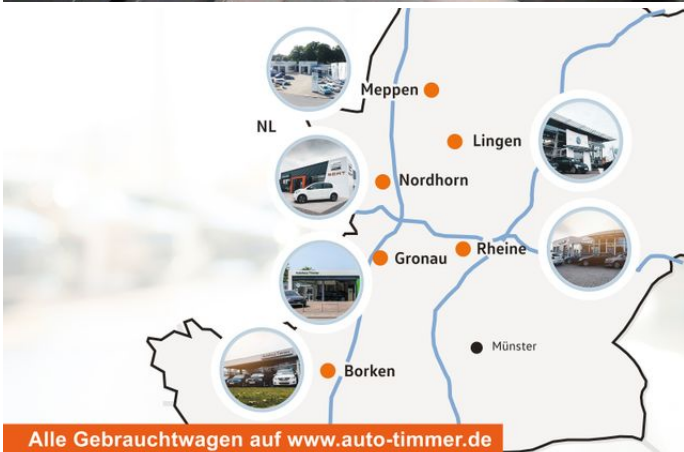 Meppen
NL
Lingen
Nordhorn
Gronau
Rheine
Münster
Borken
Alle Gebrauchtwagen auf www.auto-timmer.de